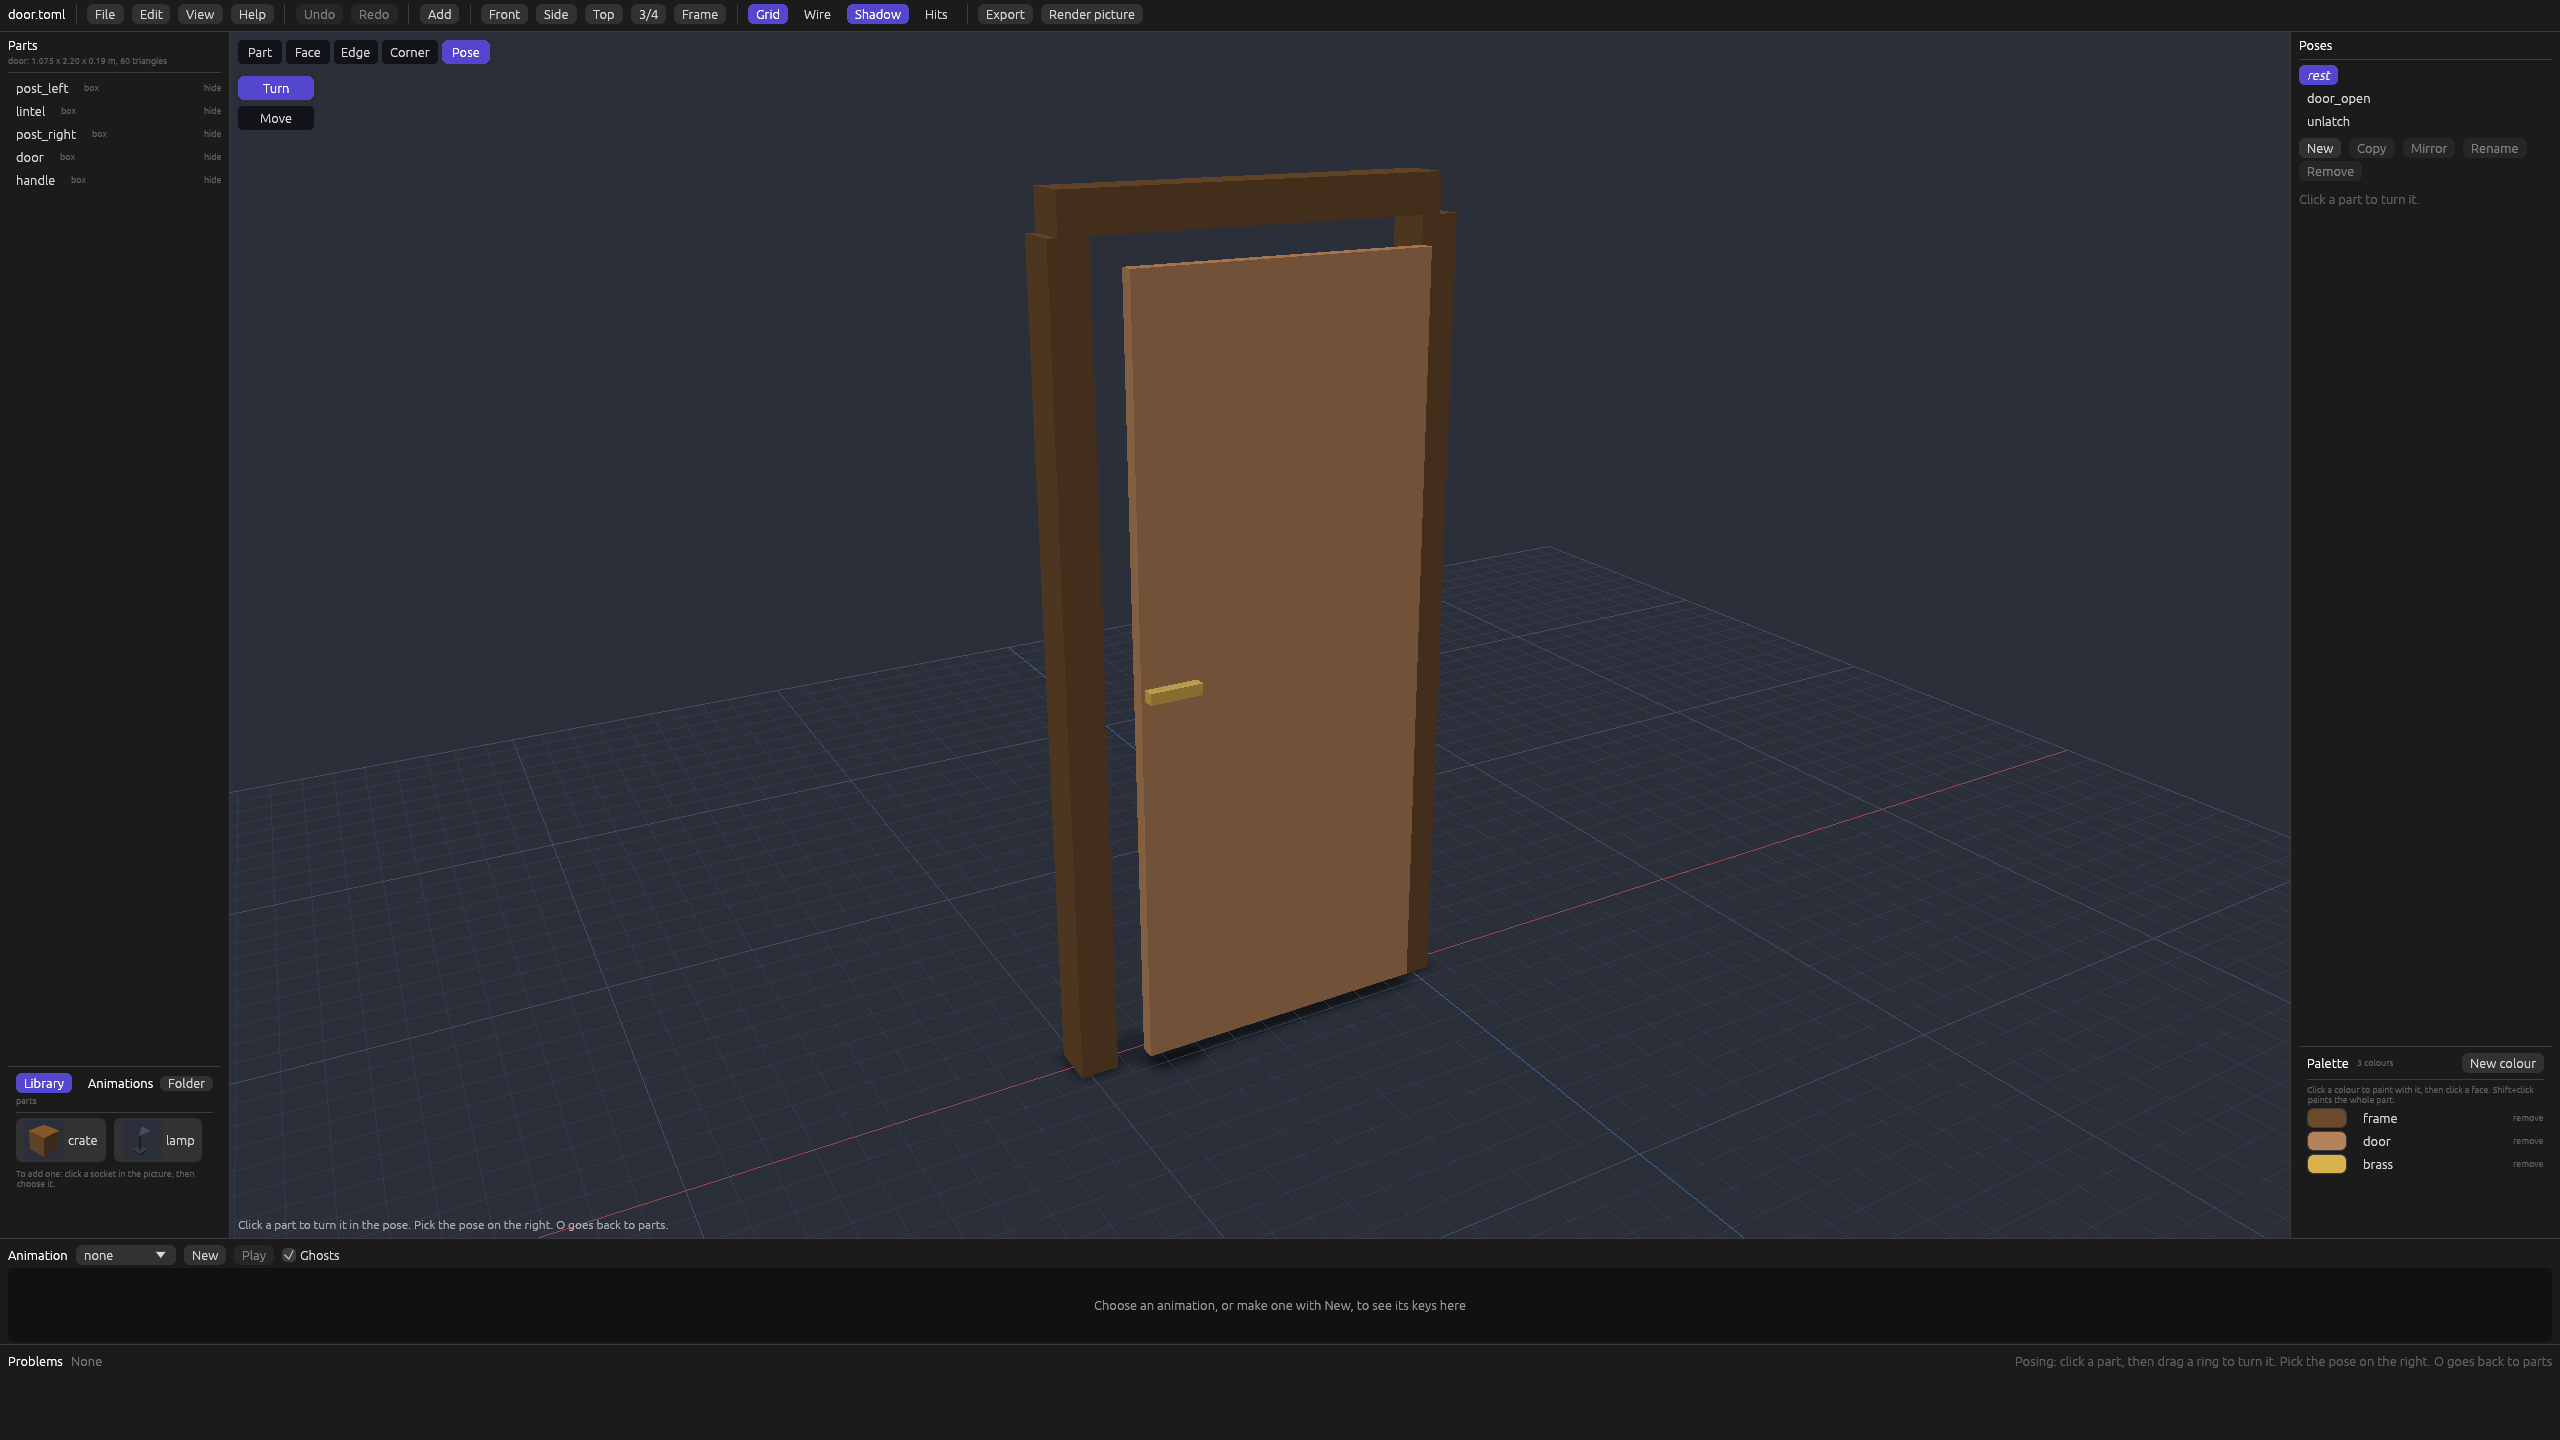 door.toml File Edit View Help Undo Redo Add Front Side Top 3/4 Frame Grid Wire Shadow Hits Export Render picture
Parts
door: 1.075 x 2.20 x 0.19 m, 60 triangles
post_left box hide
lintel box hide
post_right box hide
door box hide
handle box hide
Part Face Edge Corner Pose
Turn
Move
Poses
rest
door_open
unlatch
New Copy Mirror Rename
Remove
Click a part to turn it.
Library Animations Folder
parts
crate lamp
To add one: click a socket in the picture, then
choose it.
Click a part to turn it in the pose. Pick the pose on the right. O goes back to parts.
Palette 3 colours New colour
Click a colour to paint with it, then click a face. Shift+click
paints the whole part.
frame remove
door remove
brass remove
Animation none New Play Ghosts
Choose an animation, or make one with New, to see its keys here
Problems None
Posing: click a part, then drag a ring to turn it. Pick the pose on the right. O goes back to parts